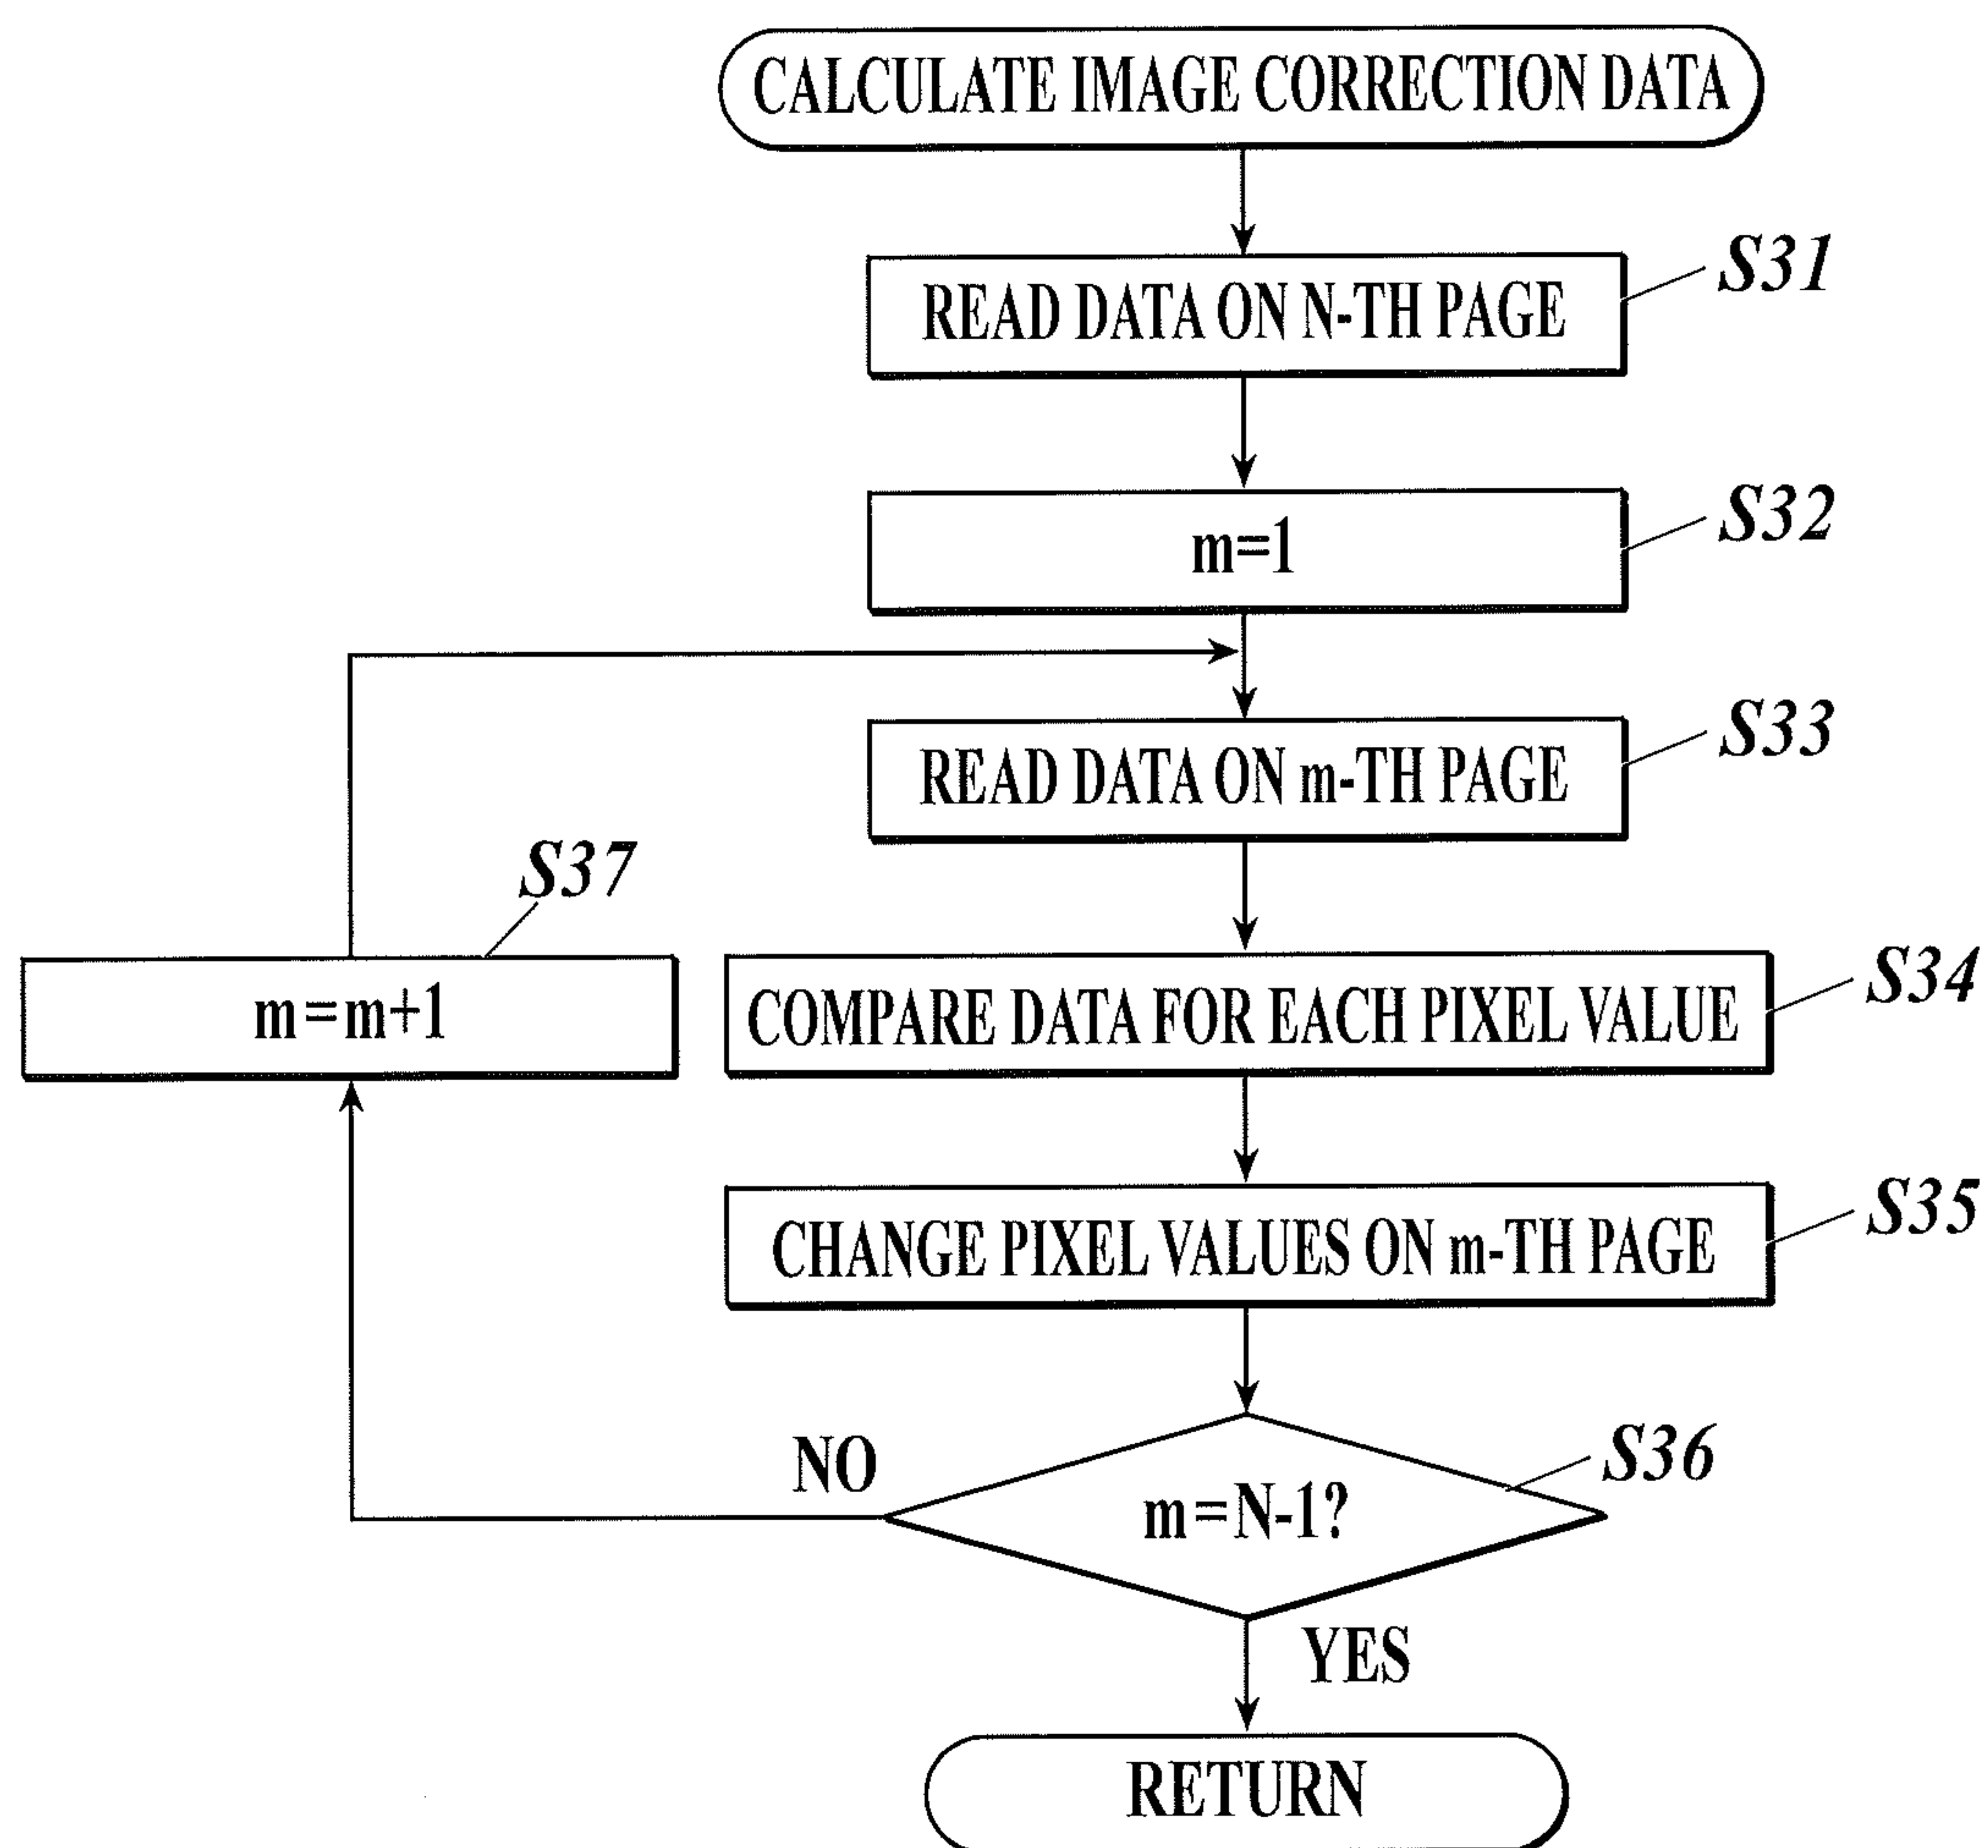 CALCULATE IMAGE CORRECTION DATA
S31
READ DATA ON N-TH PAGE
S32
m=1
S33
READ DATA ON m-TH PAGE
S37
m=m+1
S34
COMPARE DATA FOR EACH PIXEL VALUE
S35
CHANGE PIXEL VALUES ON m-TH PAGE
S36
NO
m=N-1?
YES
RETURN